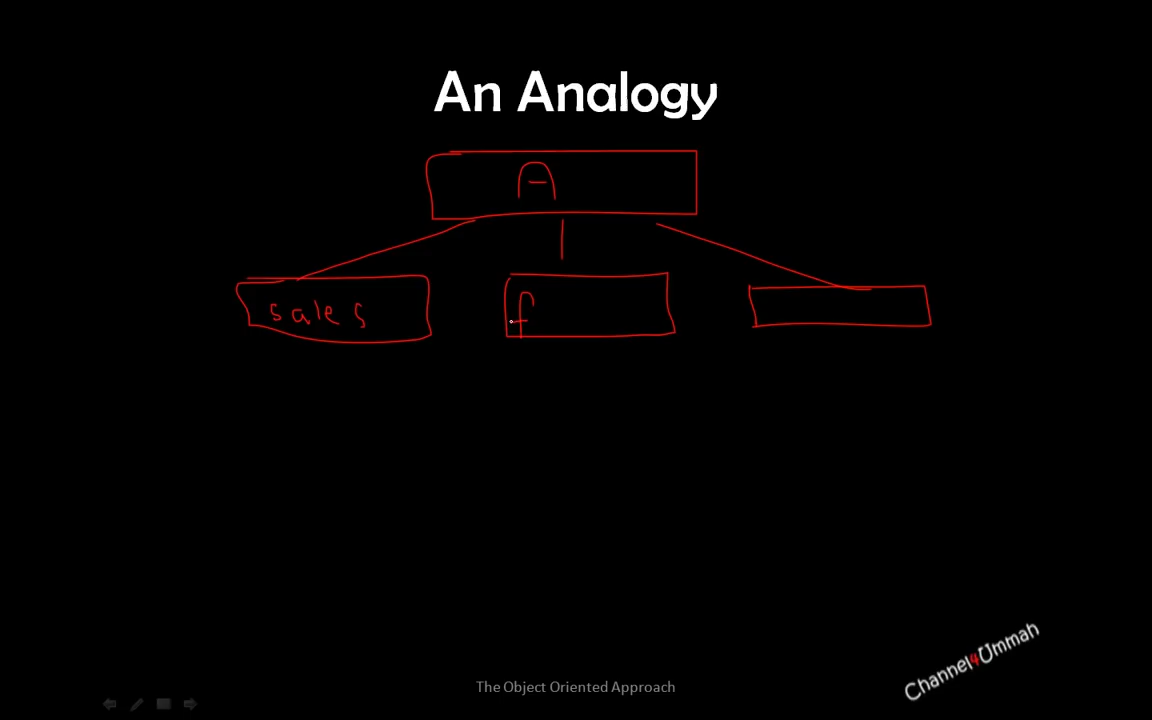 An Analogy
A
sales f
The Object Oriented Approach
Channel4Ummah